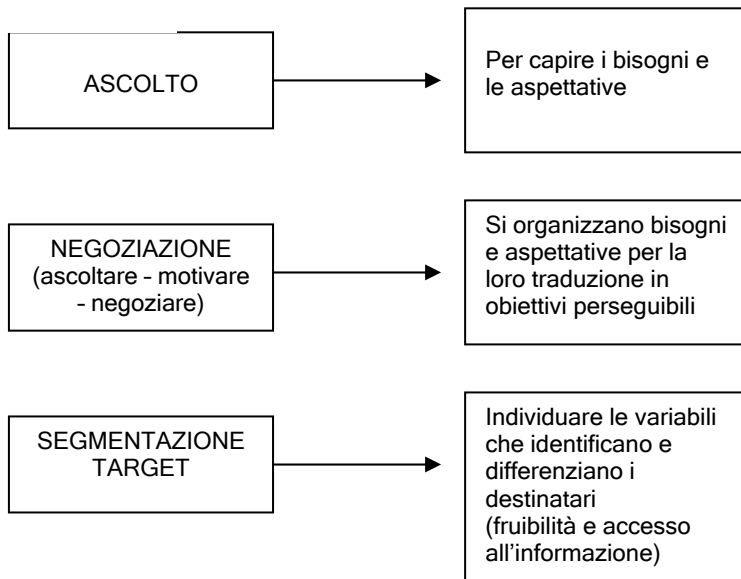 ASCOLTO
Per capire i bisogni e
le aspettative
NEGOZIAZIONE
(ascoltare – motivare
– negoziare)
Si organizzano bisogni
e aspettative per la
loro traduzione in
obiettivi perseguibili
SEGMENTAZIONE
TARGET
Individuare le variabili
che identificano e
differenziano i
destinatari
(fruibilità e accesso
all’informazione)